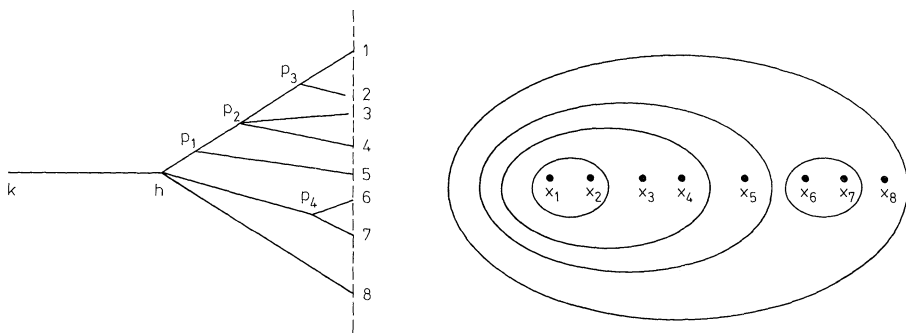 1
p₃
2
p₂
3
4
p₁
5
k
h
6
p₄
7
8
x₁ x₂ x₃ x₄ x₅ x₆ x₇ x₈